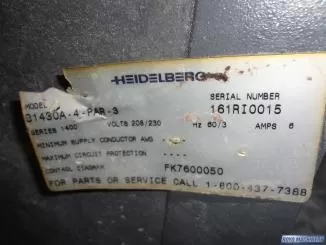 HEIDELBERG
MODEL
31430A-4-PAR-3
SERIAL NUMBER
161RI0015
SERIES 1400 VOLTS 208/230 Hz 60/3 AMPS 6
MINIMUM SUPPLY CONDUCTOR AWG
MAXIMUM CIRCUIT PROTECTION
CONTROL DIAGRAM FK7600050
FOR PARTS OR SERVICE CALL 1-800-437-7388